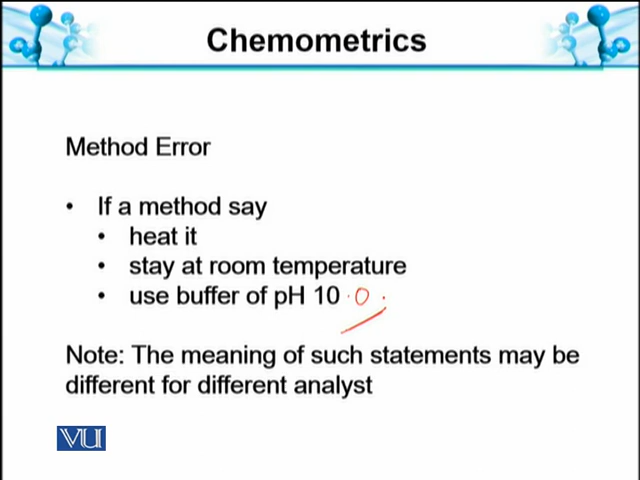 Chemometrics
Method Error
• If a method say
• heat it
• stay at room temperature
• use buffer of pH 10 .0.
Note: The meaning of such statements may be
different for different analyst
VU